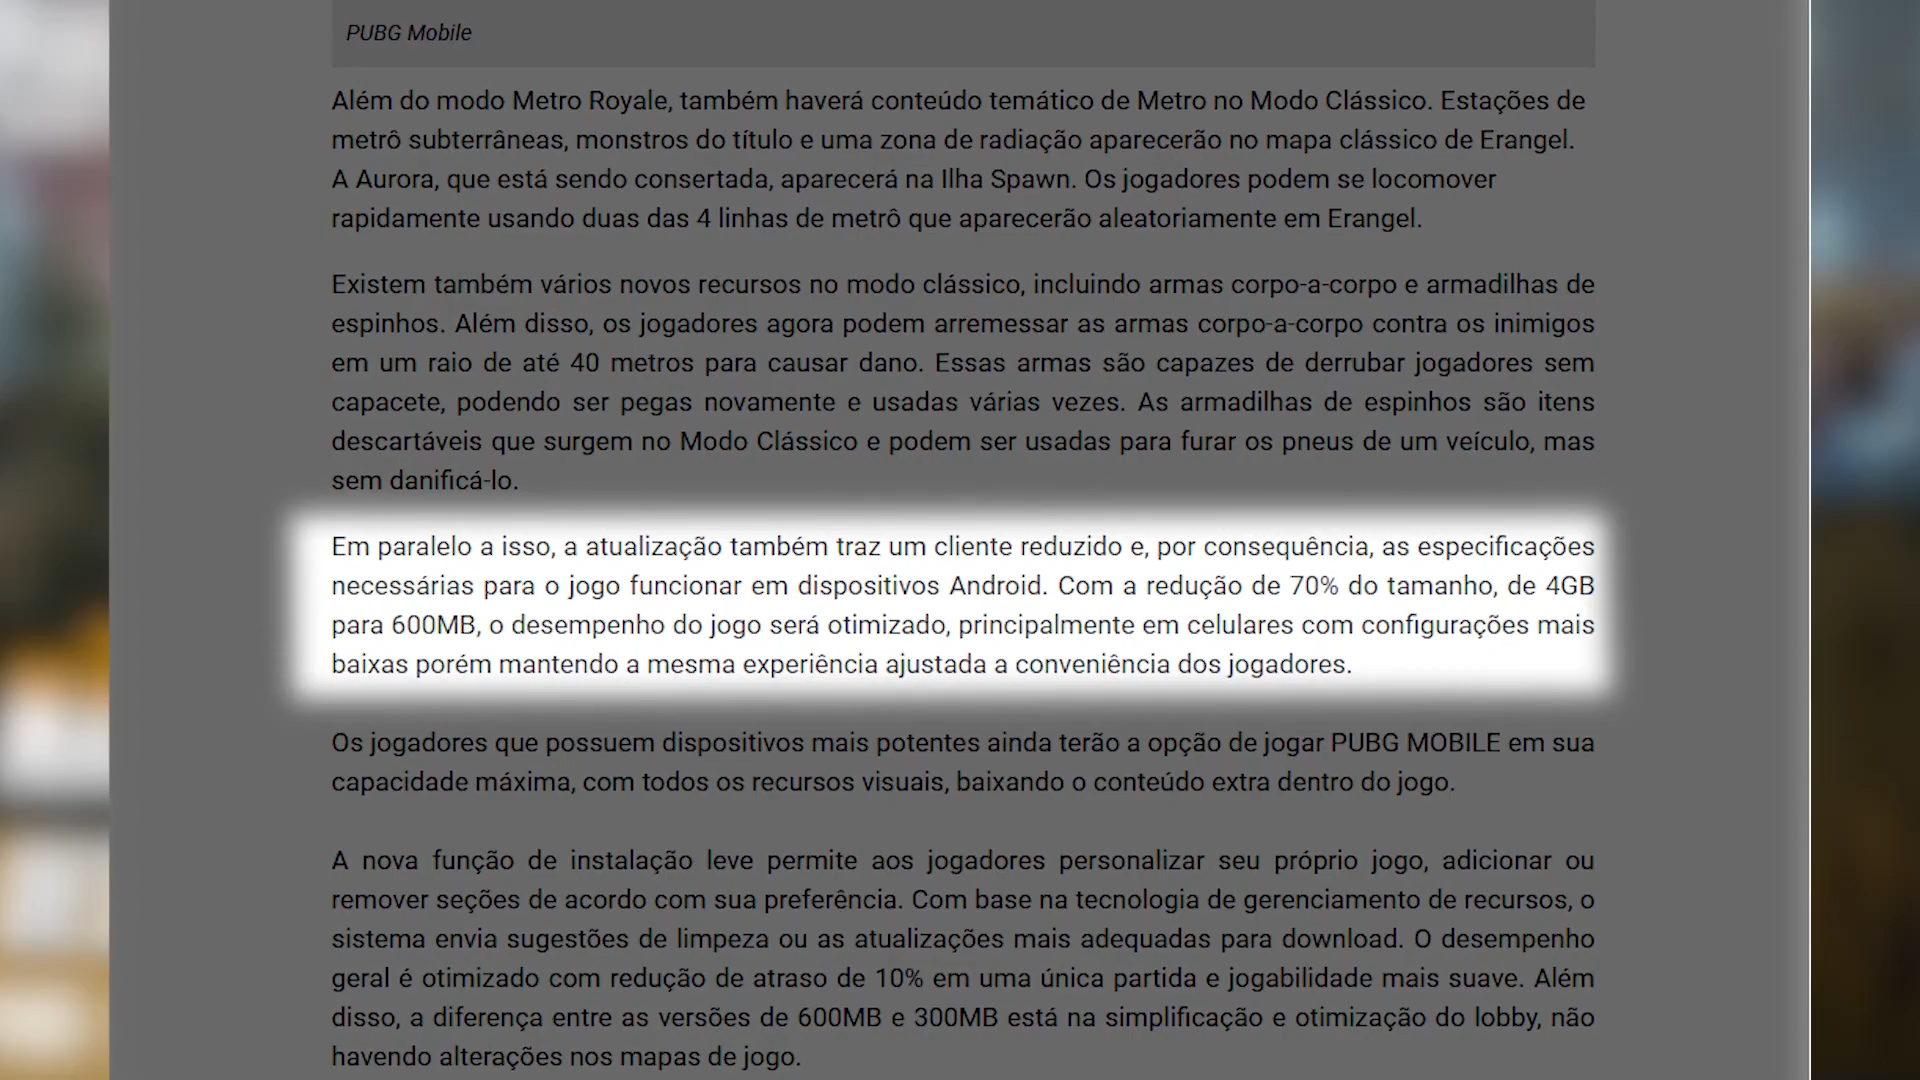 PUBG Mobile
Além do modo Metro Royale, também haverá conteúdo temático de Metro no Modo Clássico. Estações de
metrô subterrâneas, monstros do título e uma zona de radiação aparecerão no mapa clássico de Erangel.
A Aurora, que está sendo consertada, aparecerá na Ilha Spawn. Os jogadores podem se locomover
rapidamente usando duas das 4 linhas de metrô que aparecerão aleatoriamente em Erangel.
Existem também vários novos recursos no modo clássico, incluindo armas corpo-a-corpo e armadilhas de
espinhos. Além disso, os jogadores agora podem arremessar as armas corpo-a-corpo contra os inimigos
em um raio de até 40 metros para causar dano. Essas armas são capazes de derrubar jogadores sem
capacete, podendo ser pegas novamente e usadas várias vezes. As armadilhas de espinhos são itens
descartáveis que surgem no Modo Clássico e podem ser usadas para furar os pneus de um veículo, mas
sem danificá-lo.
Em paralelo a isso, a atualização também traz um cliente reduzido e, por consequência, as especificações
necessárias para o jogo funcionar em dispositivos Android. Com a redução de 70% do tamanho, de 4GB
para 600MB, o desempenho do jogo será otimizado, principalmente em celulares com configurações mais
baixas porém mantendo a mesma experiência ajustada a conveniência dos jogadores.
Os jogadores que possuem dispositivos mais potentes ainda terão a opção de jogar PUBG MOBILE em sua
capacidade máxima, com todos os recursos visuais, baixando o conteúdo extra dentro do jogo.
A nova função de instalação leve permite aos jogadores personalizar seu próprio jogo, adicionar ou
remover seções de acordo com sua preferência. Com base na tecnologia de gerenciamento de recursos, o
sistema envia sugestões de limpeza ou as atualizações mais adequadas para download. O desempenho
geral é otimizado com redução de atraso de 10% em uma única partida e jogabilidade mais suave. Além
disso, a diferença entre as versões de 600MB e 300MB está na simplificação e otimização do lobby, não
havendo alterações nos mapas de jogo.